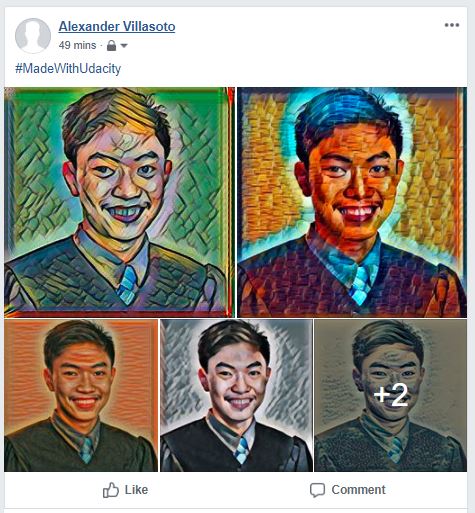 Alexander Villasoto
49 mins ·
#MadeWithUdacity
+2
Like Comment